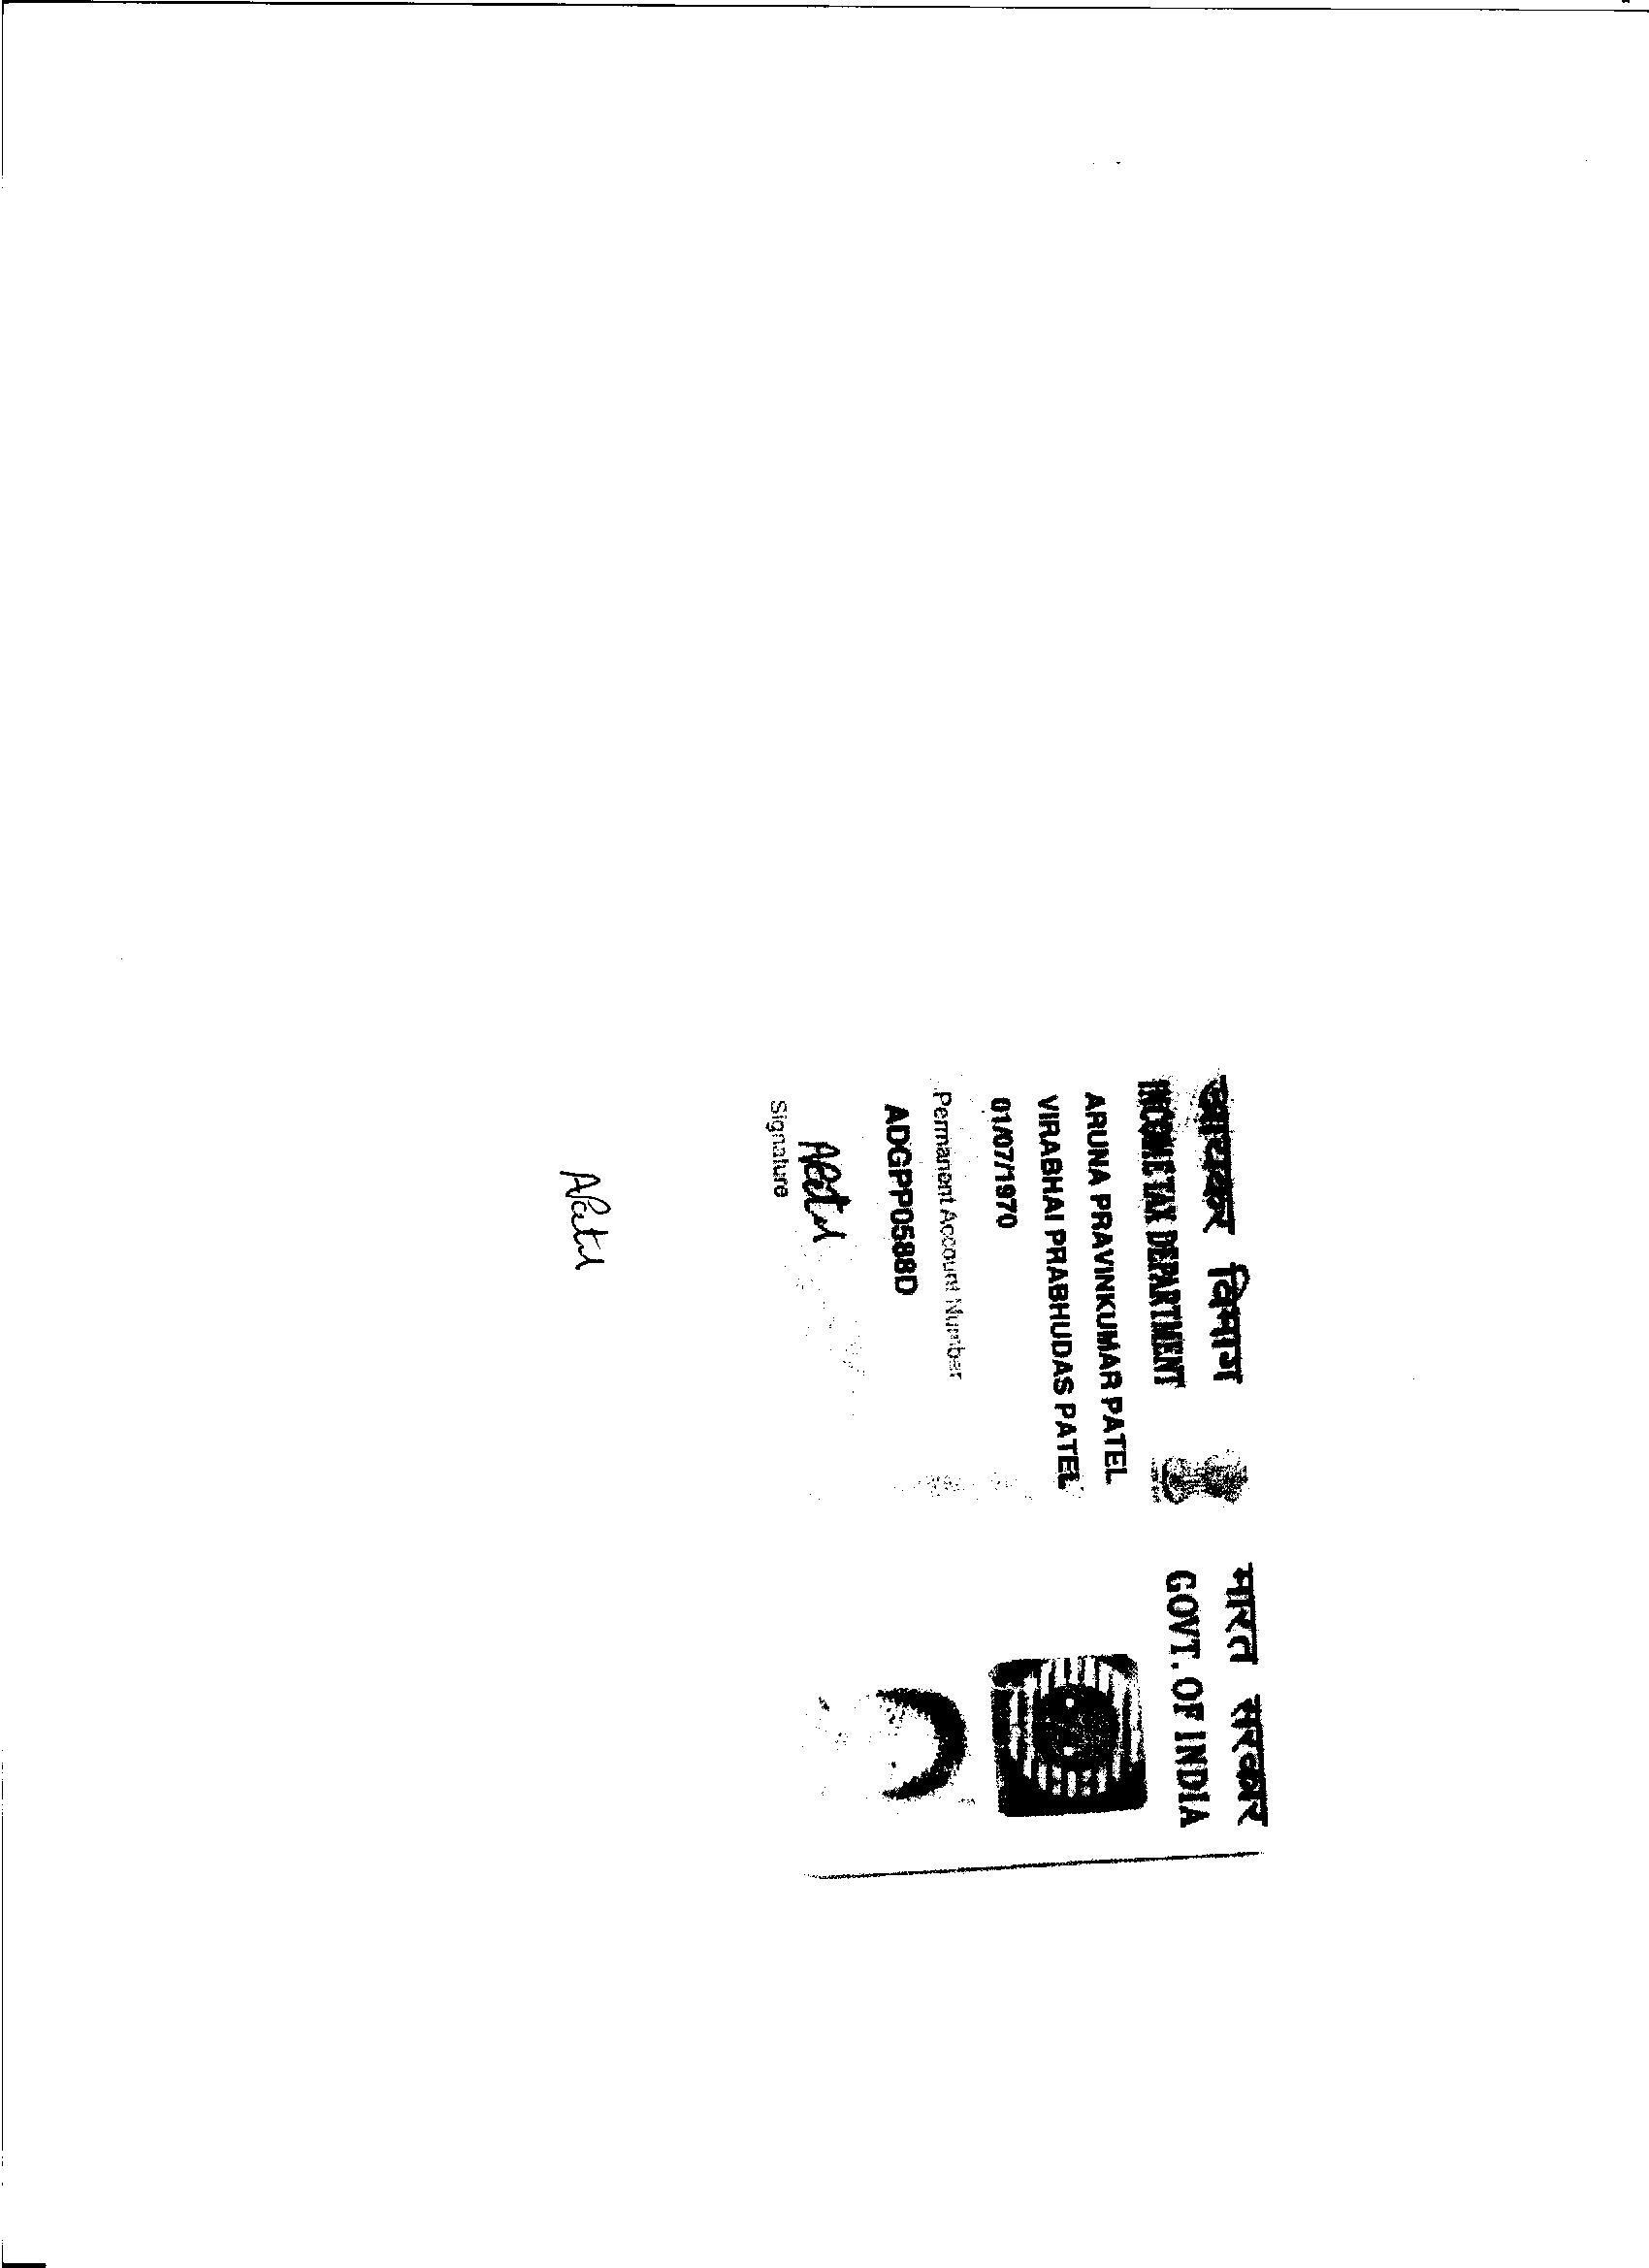 आयकर विभाग
INCOME TAX DEPARTMENT
भारत सरकार
GOVT. OF INDIA
ARUNA PRAVINKUMAR PATEL
VIRABHAI PRABHUDAS PATEL
01/07/1970
Permanent Account Number
ADGPP0588D
APatel
Signature
APatel